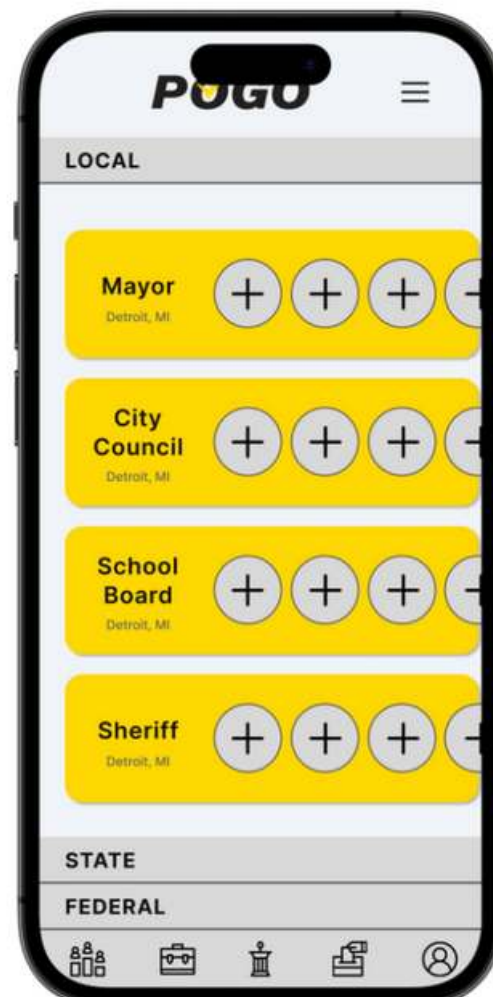 POGO
LOCAL
Mayor
Detroit, MI
City
Council
Detroit, MI
School
Board
Detroit, MI
Sheriff
Detroit, MI
STATE
FEDERAL